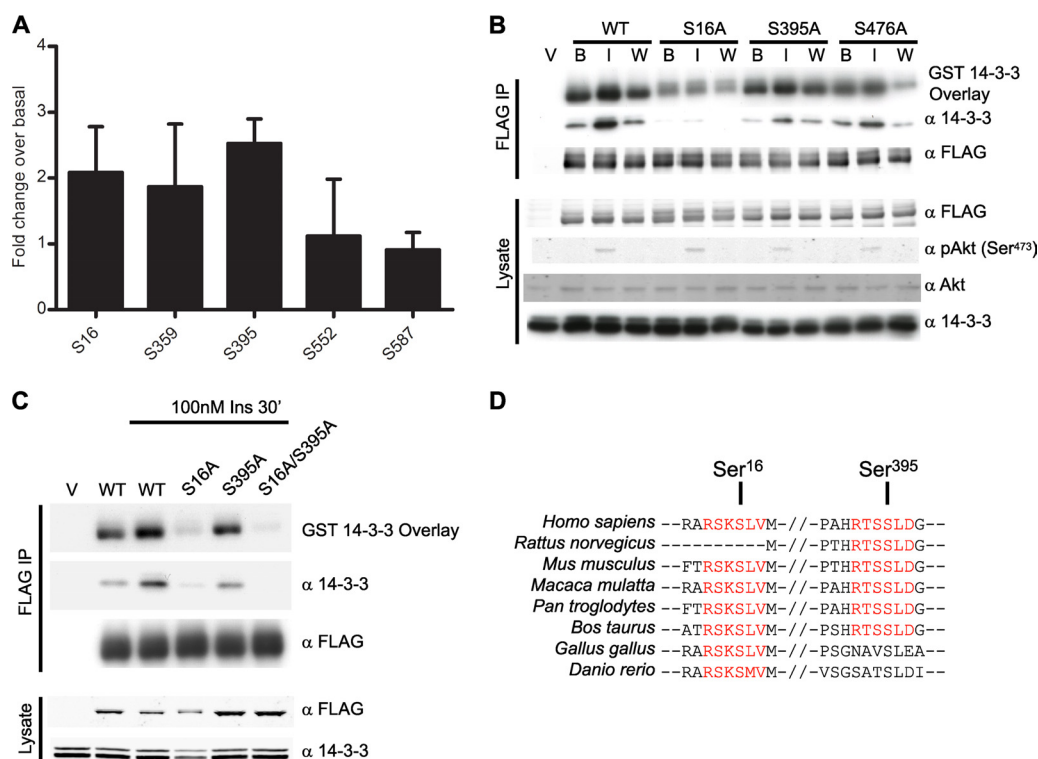 A
Fold change over basal
4
3
2
1
0
S16
S359
S395
S552
S587
B
WT S16A S395A S476A
V B I W B I W B I W B I W
FLAG IP
GST 14-3-3
Overlay
α 14-3-3
α FLAG
Lysate
α FLAG
α pAkt (Ser473)
α Akt
α 14-3-3
C
100nM Ins 30'
V WT WT S16A S395A S16A/S395A
FLAG IP
GST 14-3-3 Overlay
α 14-3-3
α FLAG
Lysate
α FLAG
α 14-3-3
D
Ser16 Ser395
Homo sapiens --RARSKSLVM-//--PAHRTSSLDG--
Rattus norvegicus ----------M-//--PTHRTSSLDG--
Mus musculus --FTRSKSLVM-//--PTHRTSSLDG--
Macaca mulatta --RARSKSLVM-//--PAHRTSSLDG--
Pan troglodytes --FTRSKSLVM-//--PAHRTSSLDG--
Bos taurus --ATRSKSLVM-//--PSHRTSSLDG--
Gallus gallus --RARSKSLVM-//--PSGNAVSLEA--
Danio rerio --RARSKSMVM-//--VSGSATSLDI--